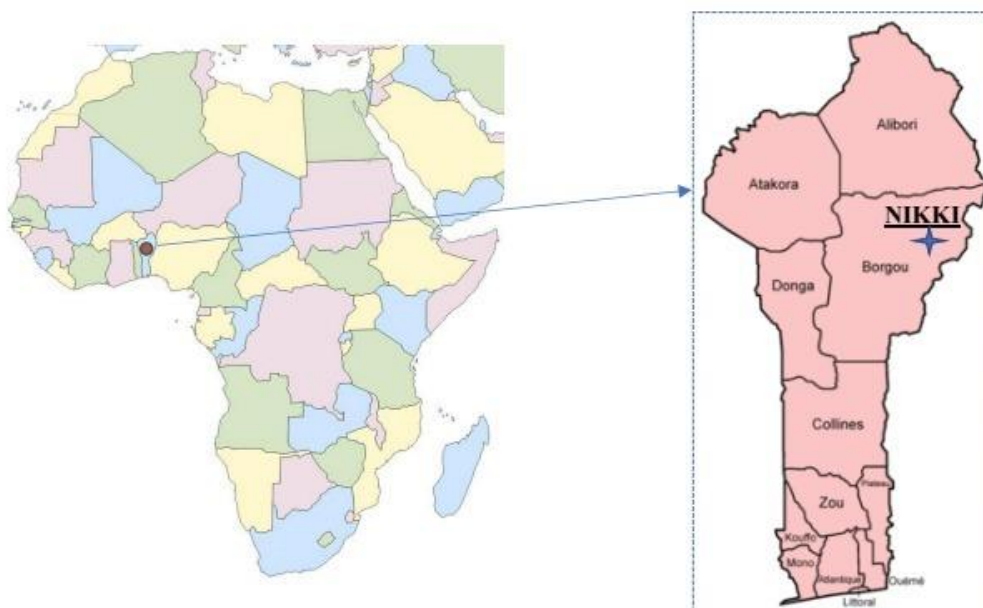 Alibori
Atakora
NIKKI
Borgou
Donga
Collines
Zou
Plateau
Kouffo
Mono
Atlantique
Ouémé
Littoral